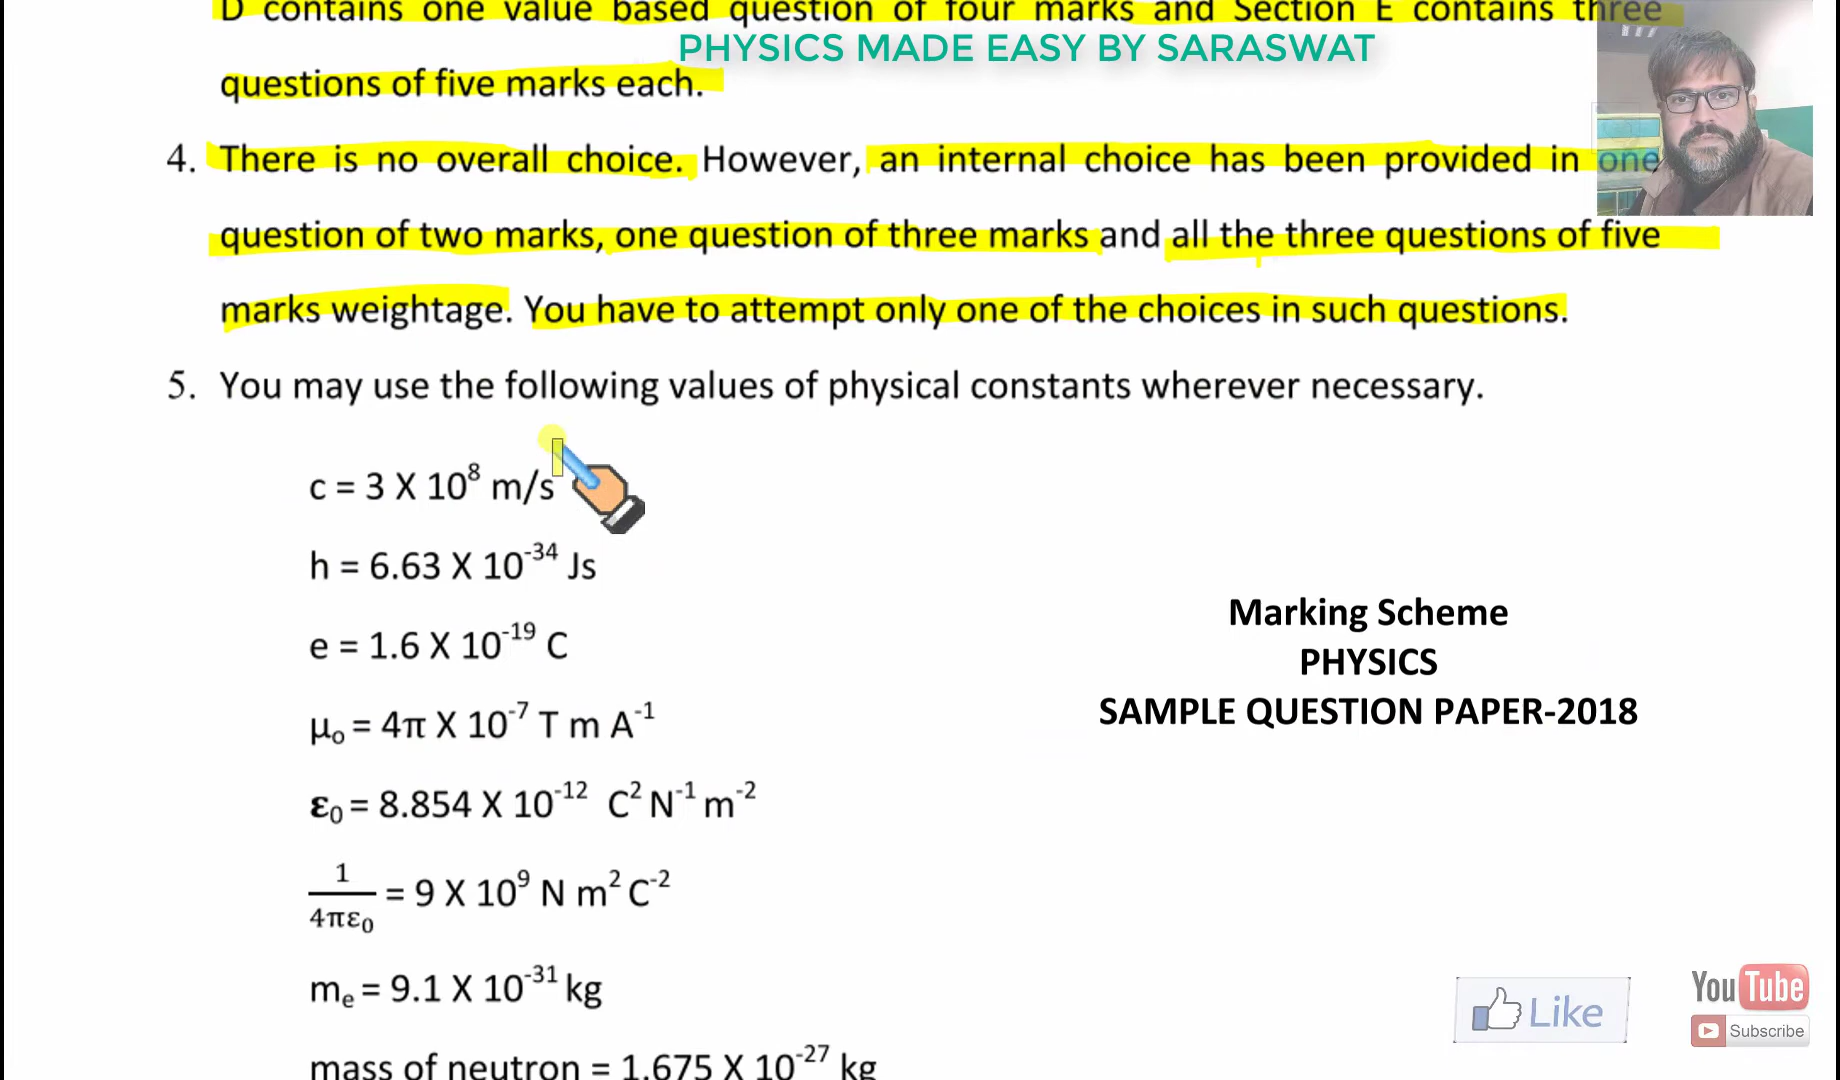 D contains one value based question of four marks and Section E contains three
PHYSICS MADE EASY BY SARASWAT
questions of five marks each.
4. There is no overall choice. However, an internal choice has been provided in one
question of two marks, one question of three marks and all the three questions of five
marks weightage. You have to attempt only one of the choices in such questions.
5. You may use the following values of physical constants wherever necessary.
c = 3 X 10⁸ m/s
h = 6.63 X 10⁻³⁴ Js
e = 1.6 X 10⁻¹⁹ C
μₒ = 4π X 10⁻⁷ T m A⁻¹
ε₀ = 8.854 X 10⁻¹² C² N⁻¹ m⁻²
1/4πε₀ = 9 X 10⁹ N m² C⁻²
mₑ = 9.1 X 10⁻³¹ kg
mass of neutron = 1.675 X 10⁻²⁷ kg
Marking Scheme
PHYSICS
SAMPLE QUESTION PAPER-2018
Like
YouTube
Subscribe